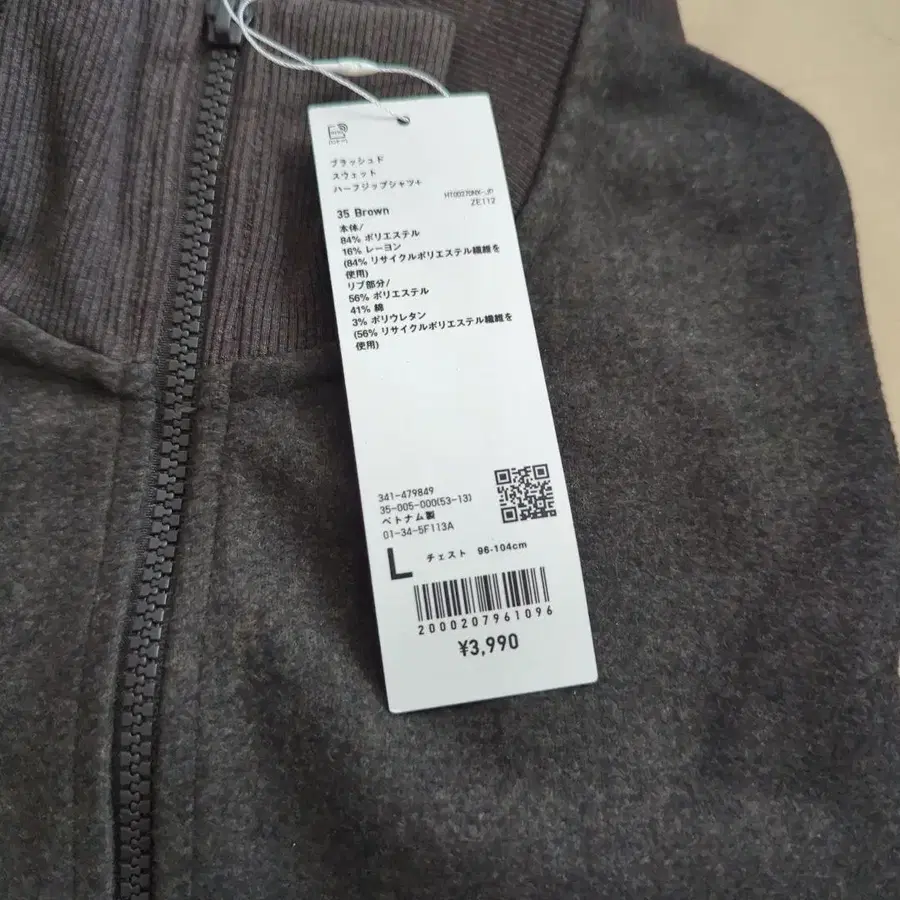 ブラッシュド
スウェット
ハーフジップシャツ+
35 Brown
ZE112
本体/
84% ポリエステル
16% レーヨン
(84% リサイクルポリエステル繊維を
使用)
リブ部分/
56% ポリエステル
41% 綿
3% ポリウレタン
(56% リサイクルポリエステル繊維を
使用)
341-479849
35-005-000(53-13)
ベトナム製
01-34-5F113A
L チェスト 96-104cm
2000207961096
¥3,990